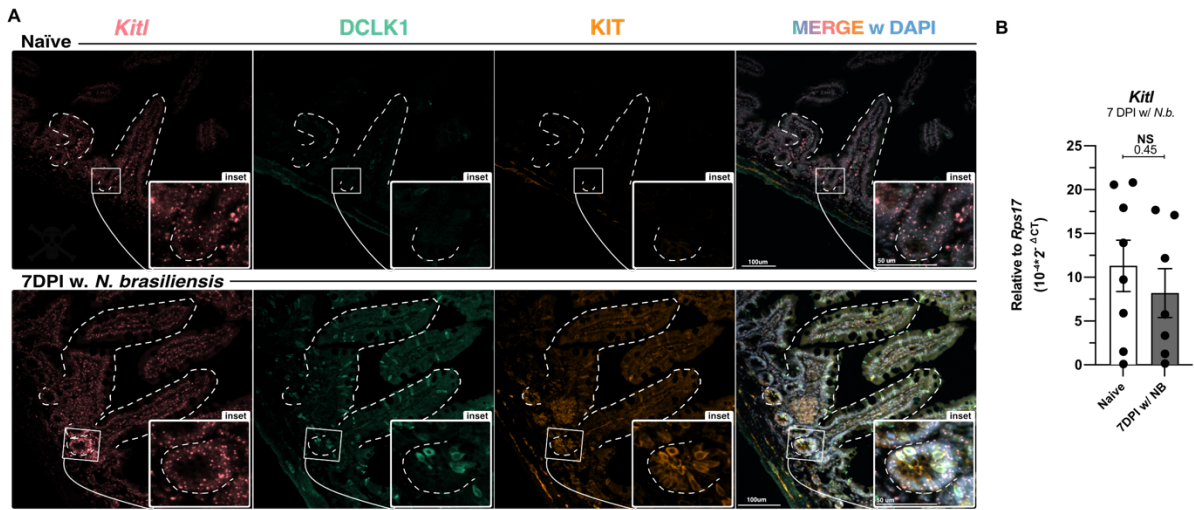 A
Kitl DCLK1 KIT MERGE w DAPI
Naïve
inset inset inset inset
100um 50 um
7DPI w. N. brasiliensis
inset inset inset inset
100um 50 um
B
Kitl
7 DPI w/ N.b.
NS
0.45
Relative to Rps17
(10⁻⁴* 2⁻ ΔCT)
25
20
15
10
5
0
Naive
7DPI w/ NB